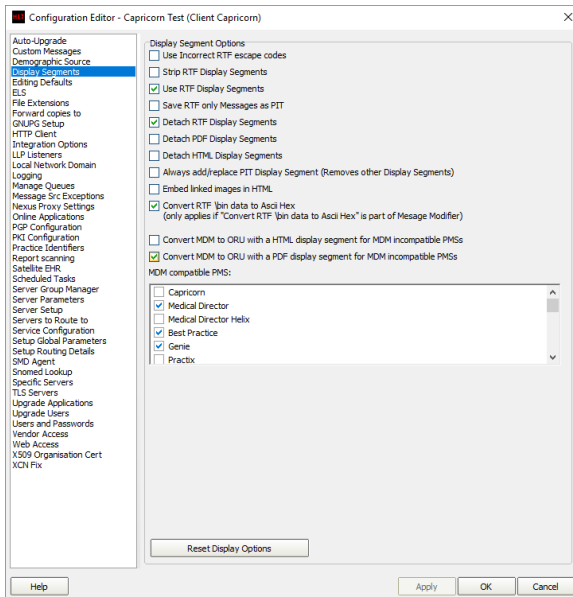 Configuration Editor - Capricorn Test (Client Capricorn)
Auto-Upgrade
Custom Messages
Demographic Source
Display Segments
Editing Defaults
ELS
File Extensions
Forward copies to
GNUPG Setup
HTTP Client
Integration Options
LLP Listeners
Local Network Domain
Logging
Manage Queues
Message Src Exceptions
Nexus Proxy Settings
Online Applications
PGP Configuration
PKI Configuration
Practice Identifiers
Report scanning
Satellite EHR
Scheduled Tasks
Server Group Manager
Server Parameters
Server Setup
Servers to Route to
Service Configuration
Setup Global Parameters
Setup Routing Details
SMD Agent
Snomed Lookup
Specific Servers
TLS Servers
Upgrade Applications
Upgrade Users
Users and Passwords
Vendor Access
Web Access
X509 Organisation Cert
XCN Fix
Display Segment Options
Use Incorrect RTF escape codes
Strip RTF Display Segments
Use RTF Display Segments
Save RTF only Messages as PIT
Detach RTF Display Segments
Detach PDF Display Segments
Detach HTML Display Segments
Always add/replace PIT Display Segment (Removes other Display Segments)
Embed linked images in HTML
Convert RTF \bin data to Ascii Hex
(only applies if "Convert RTF \bin data to Ascii Hex" is part of Mesage Modifier)
Convert MDM to ORU with a HTML display segment for MDM incompatible PMSs
Convert MDM to ORU with a PDF display segment for MDM incompatible PMSs
MDM compatible PMS:
Capricorn
Medical Director
Medical Director Helix
Best Practice
Genie
Practix
Reset Display Options
Help
Apply
OK
Cancel